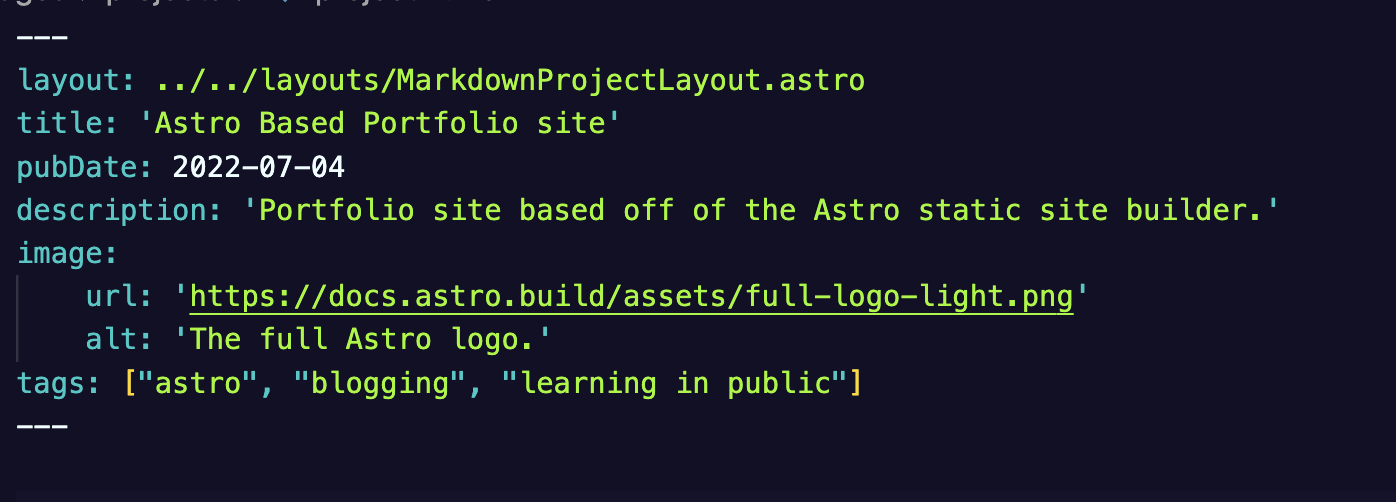 ---
layout: ../../layouts/MarkdownProjectLayout.astro
title: 'Astro Based Portfolio site'
pubDate: 2022-07-04
description: 'Portfolio site based off of the Astro static site builder.'
image:
    url: 'https://docs.astro.build/assets/full-logo-light.png'
    alt: 'The full Astro logo.'
tags: ["astro", "blogging", "learning in public"]
---